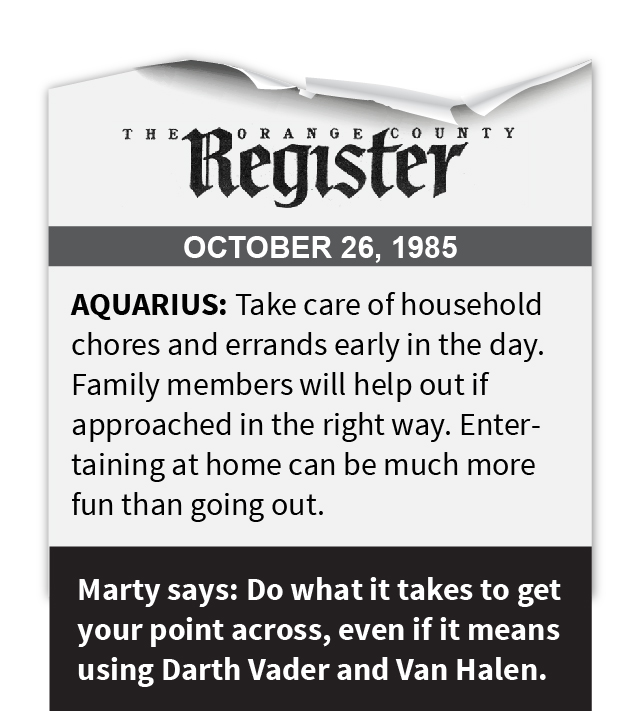 THE ORANGE COUNTY
Register
OCTOBER 26, 1985
AQUARIUS: Take care of household
chores and errands early in the day.
Family members will help out if
approached in the right way. Enter-
taining at home can be much more
fun than going out.
Marty says: Do what it takes to get
your point across, even if it means
using Darth Vader and Van Halen.